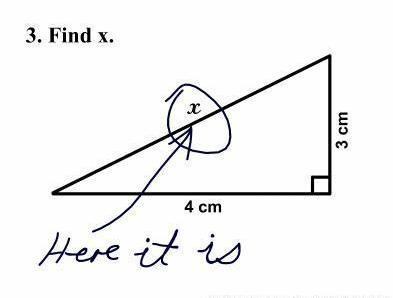 3. Find x.
x
3 cm
4 cm
Here it is